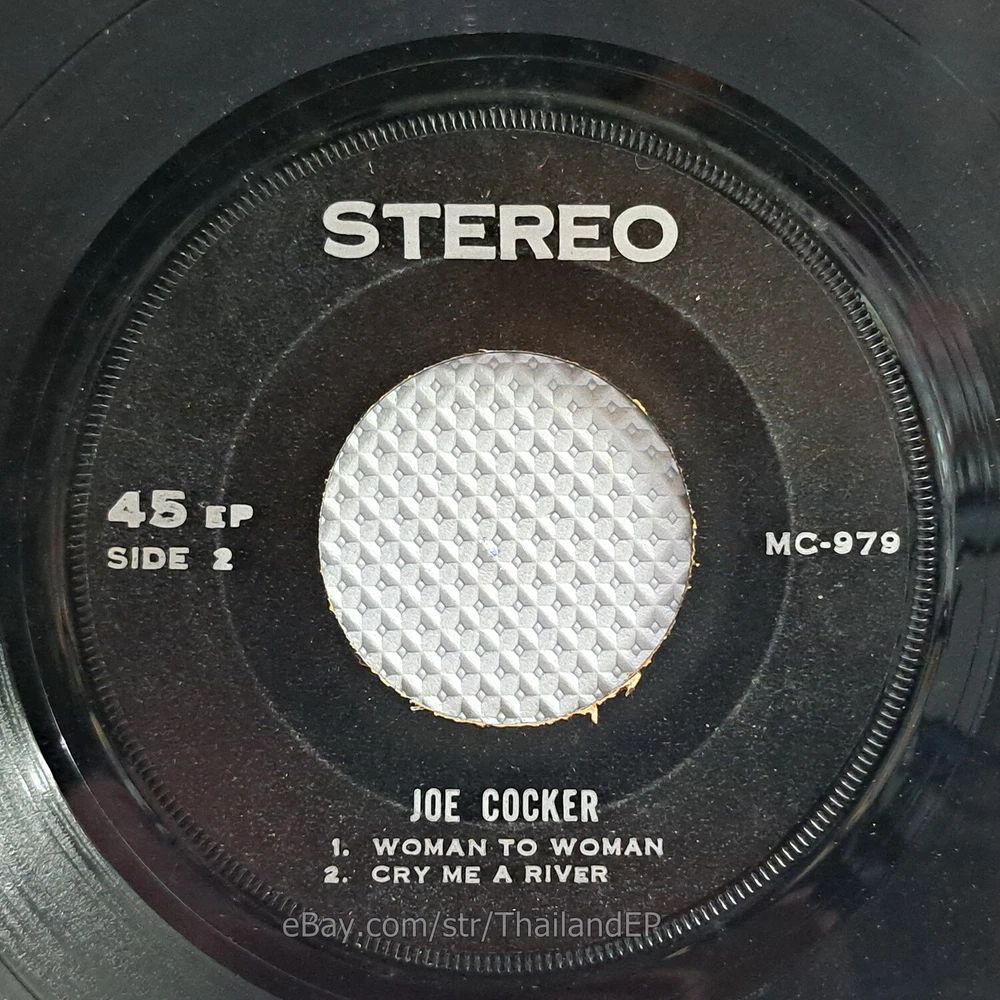 STEREO
45 EP
SIDE 2
MC-979
JOE COCKER
1. WOMAN TO WOMAN
2. CRY ME A RIVER
eBay.com/str/ThailandEP